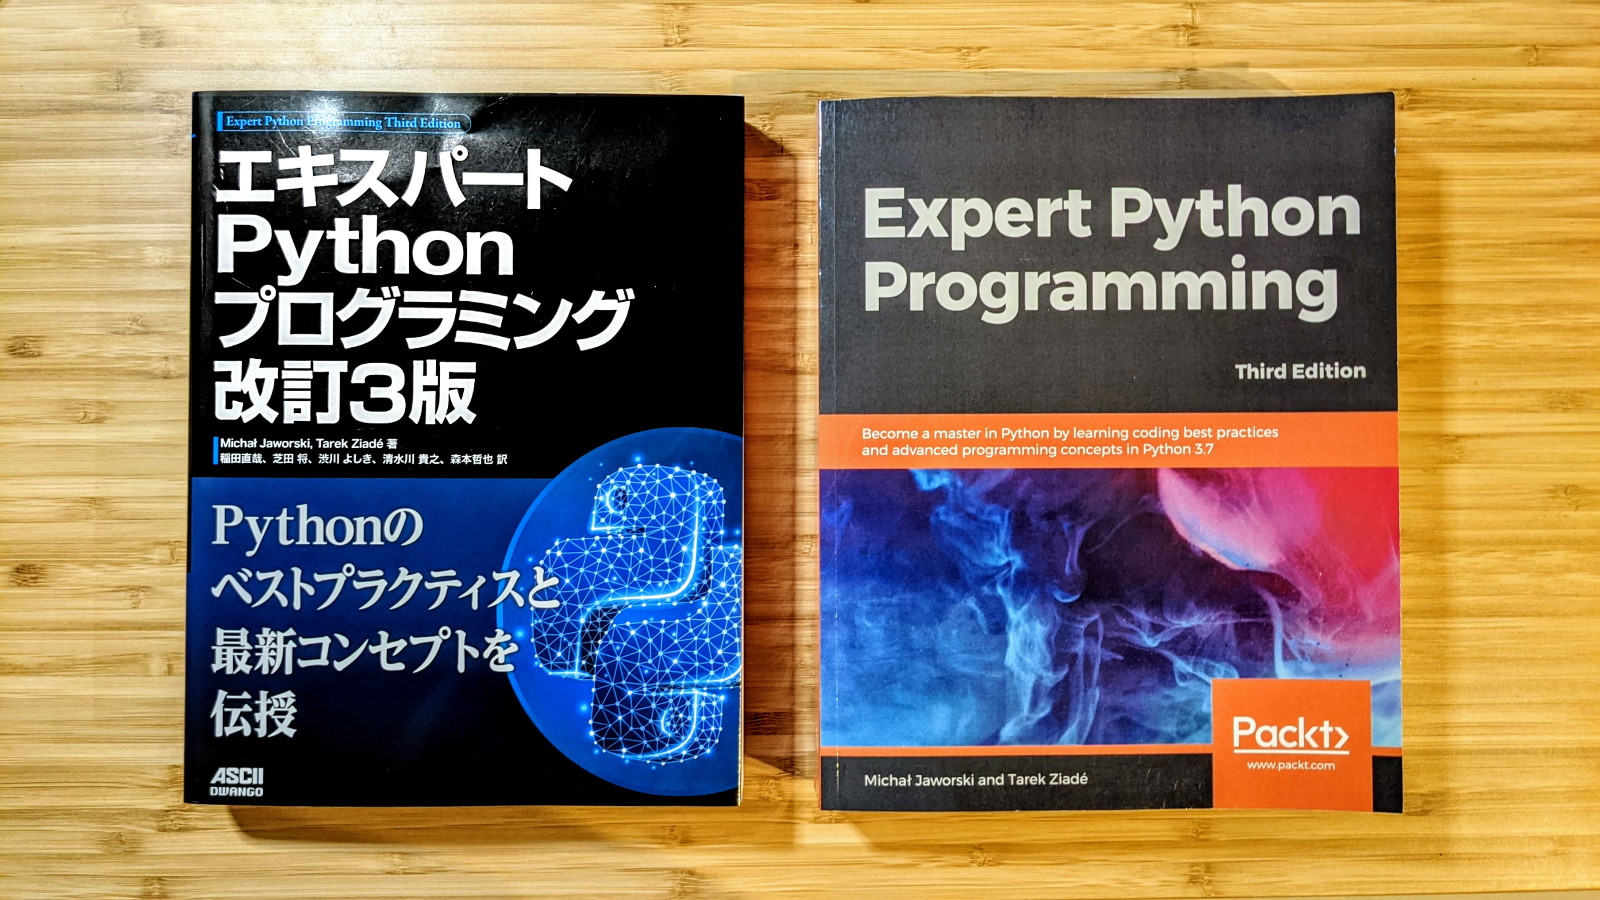 Expert Python Programming Third Edition
エキスパート
Python
プログラミング
改訂3版
Michał Jaworski, Tarek Ziadé 著
稲田直哉、芝田 将、渋川 よしき、清水川 貴之、森本哲也 訳
Pythonの
ベストプラクティスと
最新コンセプトを
伝授
ASCII
DWANGO
Expert Python
Programming
Third Edition
Become a master in Python by learning coding best practices
and advanced programming concepts in Python 3.7
Packt>
www.packt.com
Michał Jaworski and Tarek Ziadé